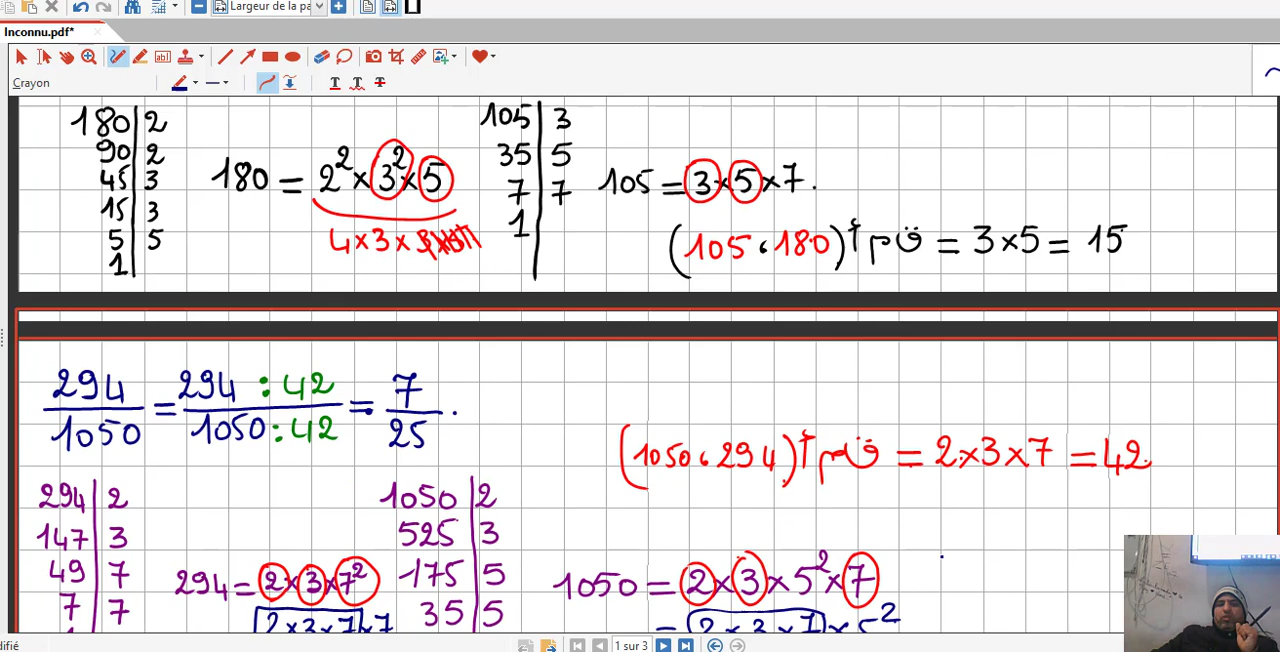 Largeur de la pa
Inconnu.pdf*
Crayon
180 | 2
90 | 2
45 | 3
15 | 3
5 | 5
1 |
180 = 2² × 3² × 5
4 × 3 ×
105 | 3
35 | 5
7 | 7
1 |
105 = 3 × 5 × 7.
(105 ، 180) ق م أ = 3 × 5 = 15
294/1050 = 294 : 42/1050 : 42 = 7/25 .
(1050 ، 294) ق م أ = 2 × 3 × 7 = 42.
294 | 2
147 | 3
49 | 7
7 | 7
294 = 2 × 3 × 7²
2 × 3 × 7 × 7
1050 | 2
525 | 3
175 | 5
35 | 5
1050 = 2 × 3 × 5² × 7
= 2 × 3 × 7 × 5²
difié
1 sur 3